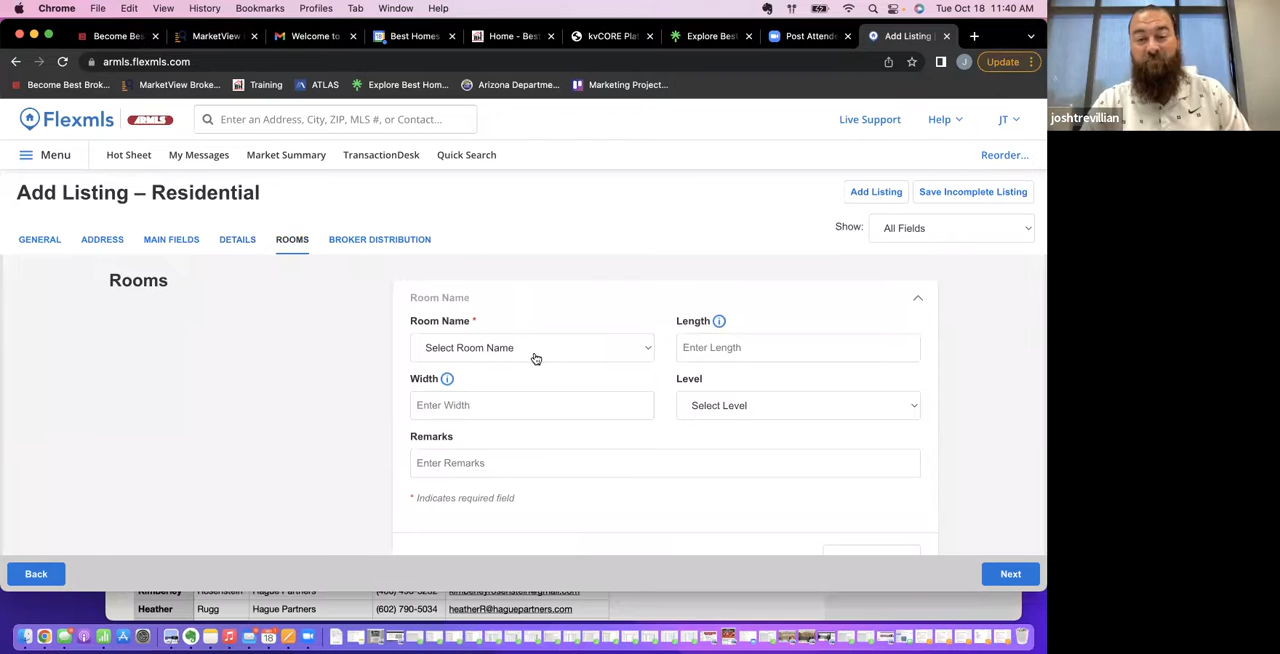 Chrome File Edit View History Bookmarks Profiles Tab Window Help Tue Oct 18 11:40 AM
Become Bes MarketView Welcome to Best Homes Home - Bes kvCORE Pla Explore Best Post Attende Add Listing
armls.flexmls.com Update
Become Best Brok... MarketView Broke... Training ATLAS Explore Best Hom... Arizona Departme... Marketing Project...
joshtrevillian
Flexmls ARMLS Enter an Address, City, ZIP, MLS #, or Contact... Live Support Help JT
Menu Hot Sheet My Messages Market Summary TransactionDesk Quick Search Reorder...
Add Listing – Residential Add Listing Save Incomplete Listing
Show: All Fields
GENERAL ADDRESS MAIN FIELDS DETAILS ROOMS BROKER DISTRIBUTION
Rooms
Room Name
Room Name * Length
Select Room Name Enter Length
Width Level
Enter Width Select Level
Remarks
Enter Remarks
* Indicates required field
Back Next
Hague Partners
Heather Rugg Hague Partners (602) 790-5034 heatherR@haguepartners.com